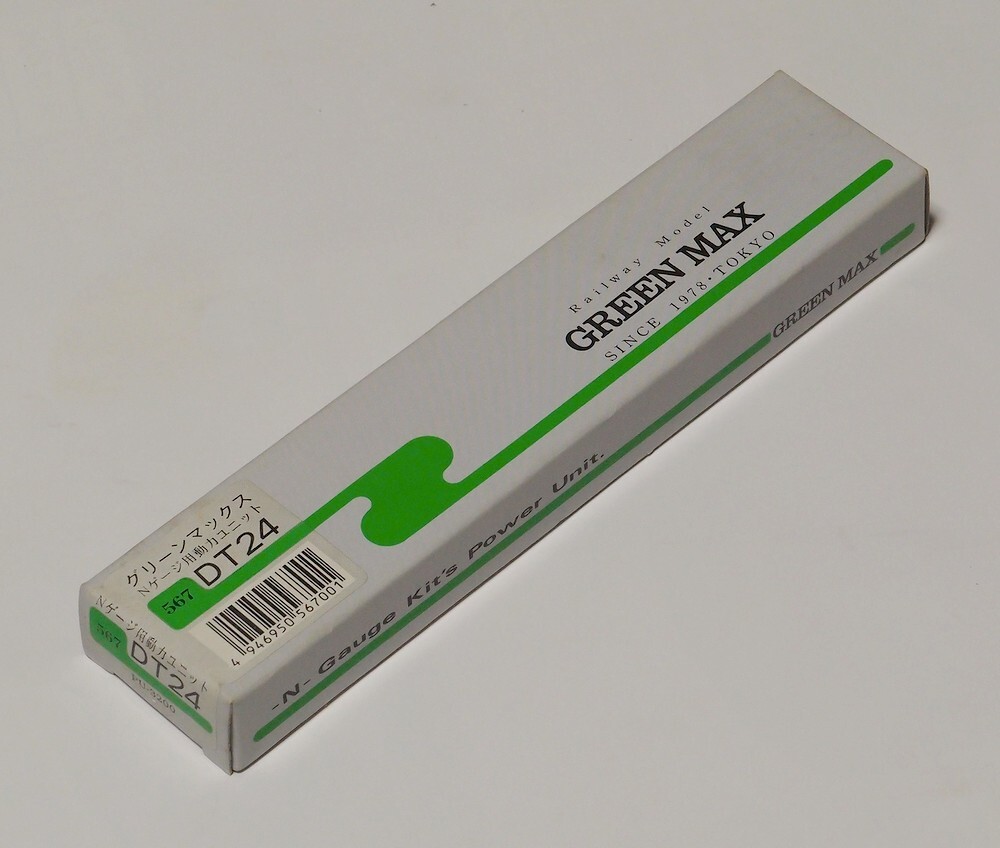 Railway Model
GREEN MAX
SINCE 1978・TOKYO
グリーンマックス
Nゲージ用動力ユニット
567 DT24
4 946950 567001
Nゲージ用動力ユニット
567 DT24
-N- Gauge Kit's Power Unit.
GREEN MAX